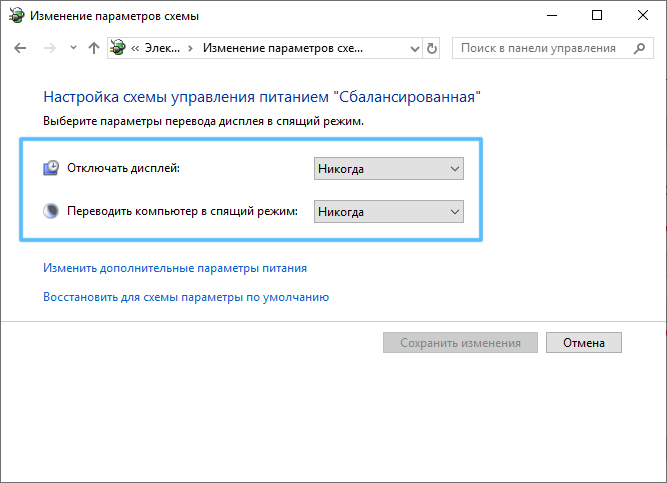 Изменение параметров схемы
« Элек... > Изменение параметров схе... Поиск в панели управления
Настройка схемы управления питанием "Сбалансированная"
Выберите параметры перевода дисплея в спящий режим.
Отключать дисплей: Никогда
Переводить компьютер в спящий режим: Никогда
Изменить дополнительные параметры питания
Восстановить для схемы параметры по умолчанию
Сохранить изменения Отмена